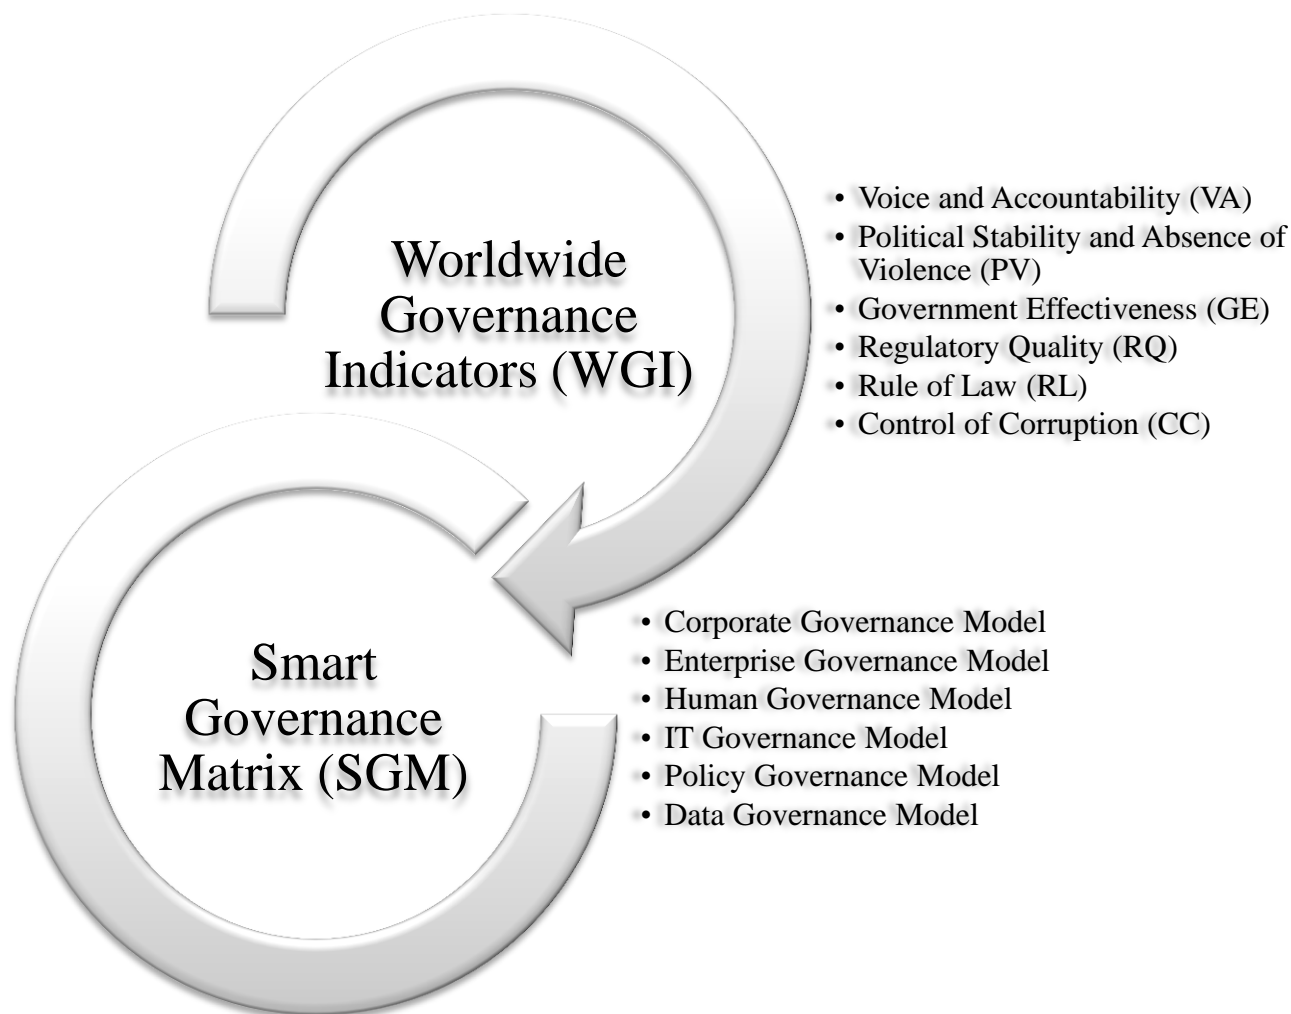 Worldwide
Governance
Indicators (WGI)
• Voice and Accountability (VA)
• Political Stability and Absence of
Violence (PV)
• Government Effectiveness (GE)
• Regulatory Quality (RQ)
• Rule of Law (RL)
• Control of Corruption (CC)
Smart
Governance
Matrix (SGM)
• Corporate Governance Model
• Enterprise Governance Model
• Human Governance Model
• IT Governance Model
• Policy Governance Model
• Data Governance Model